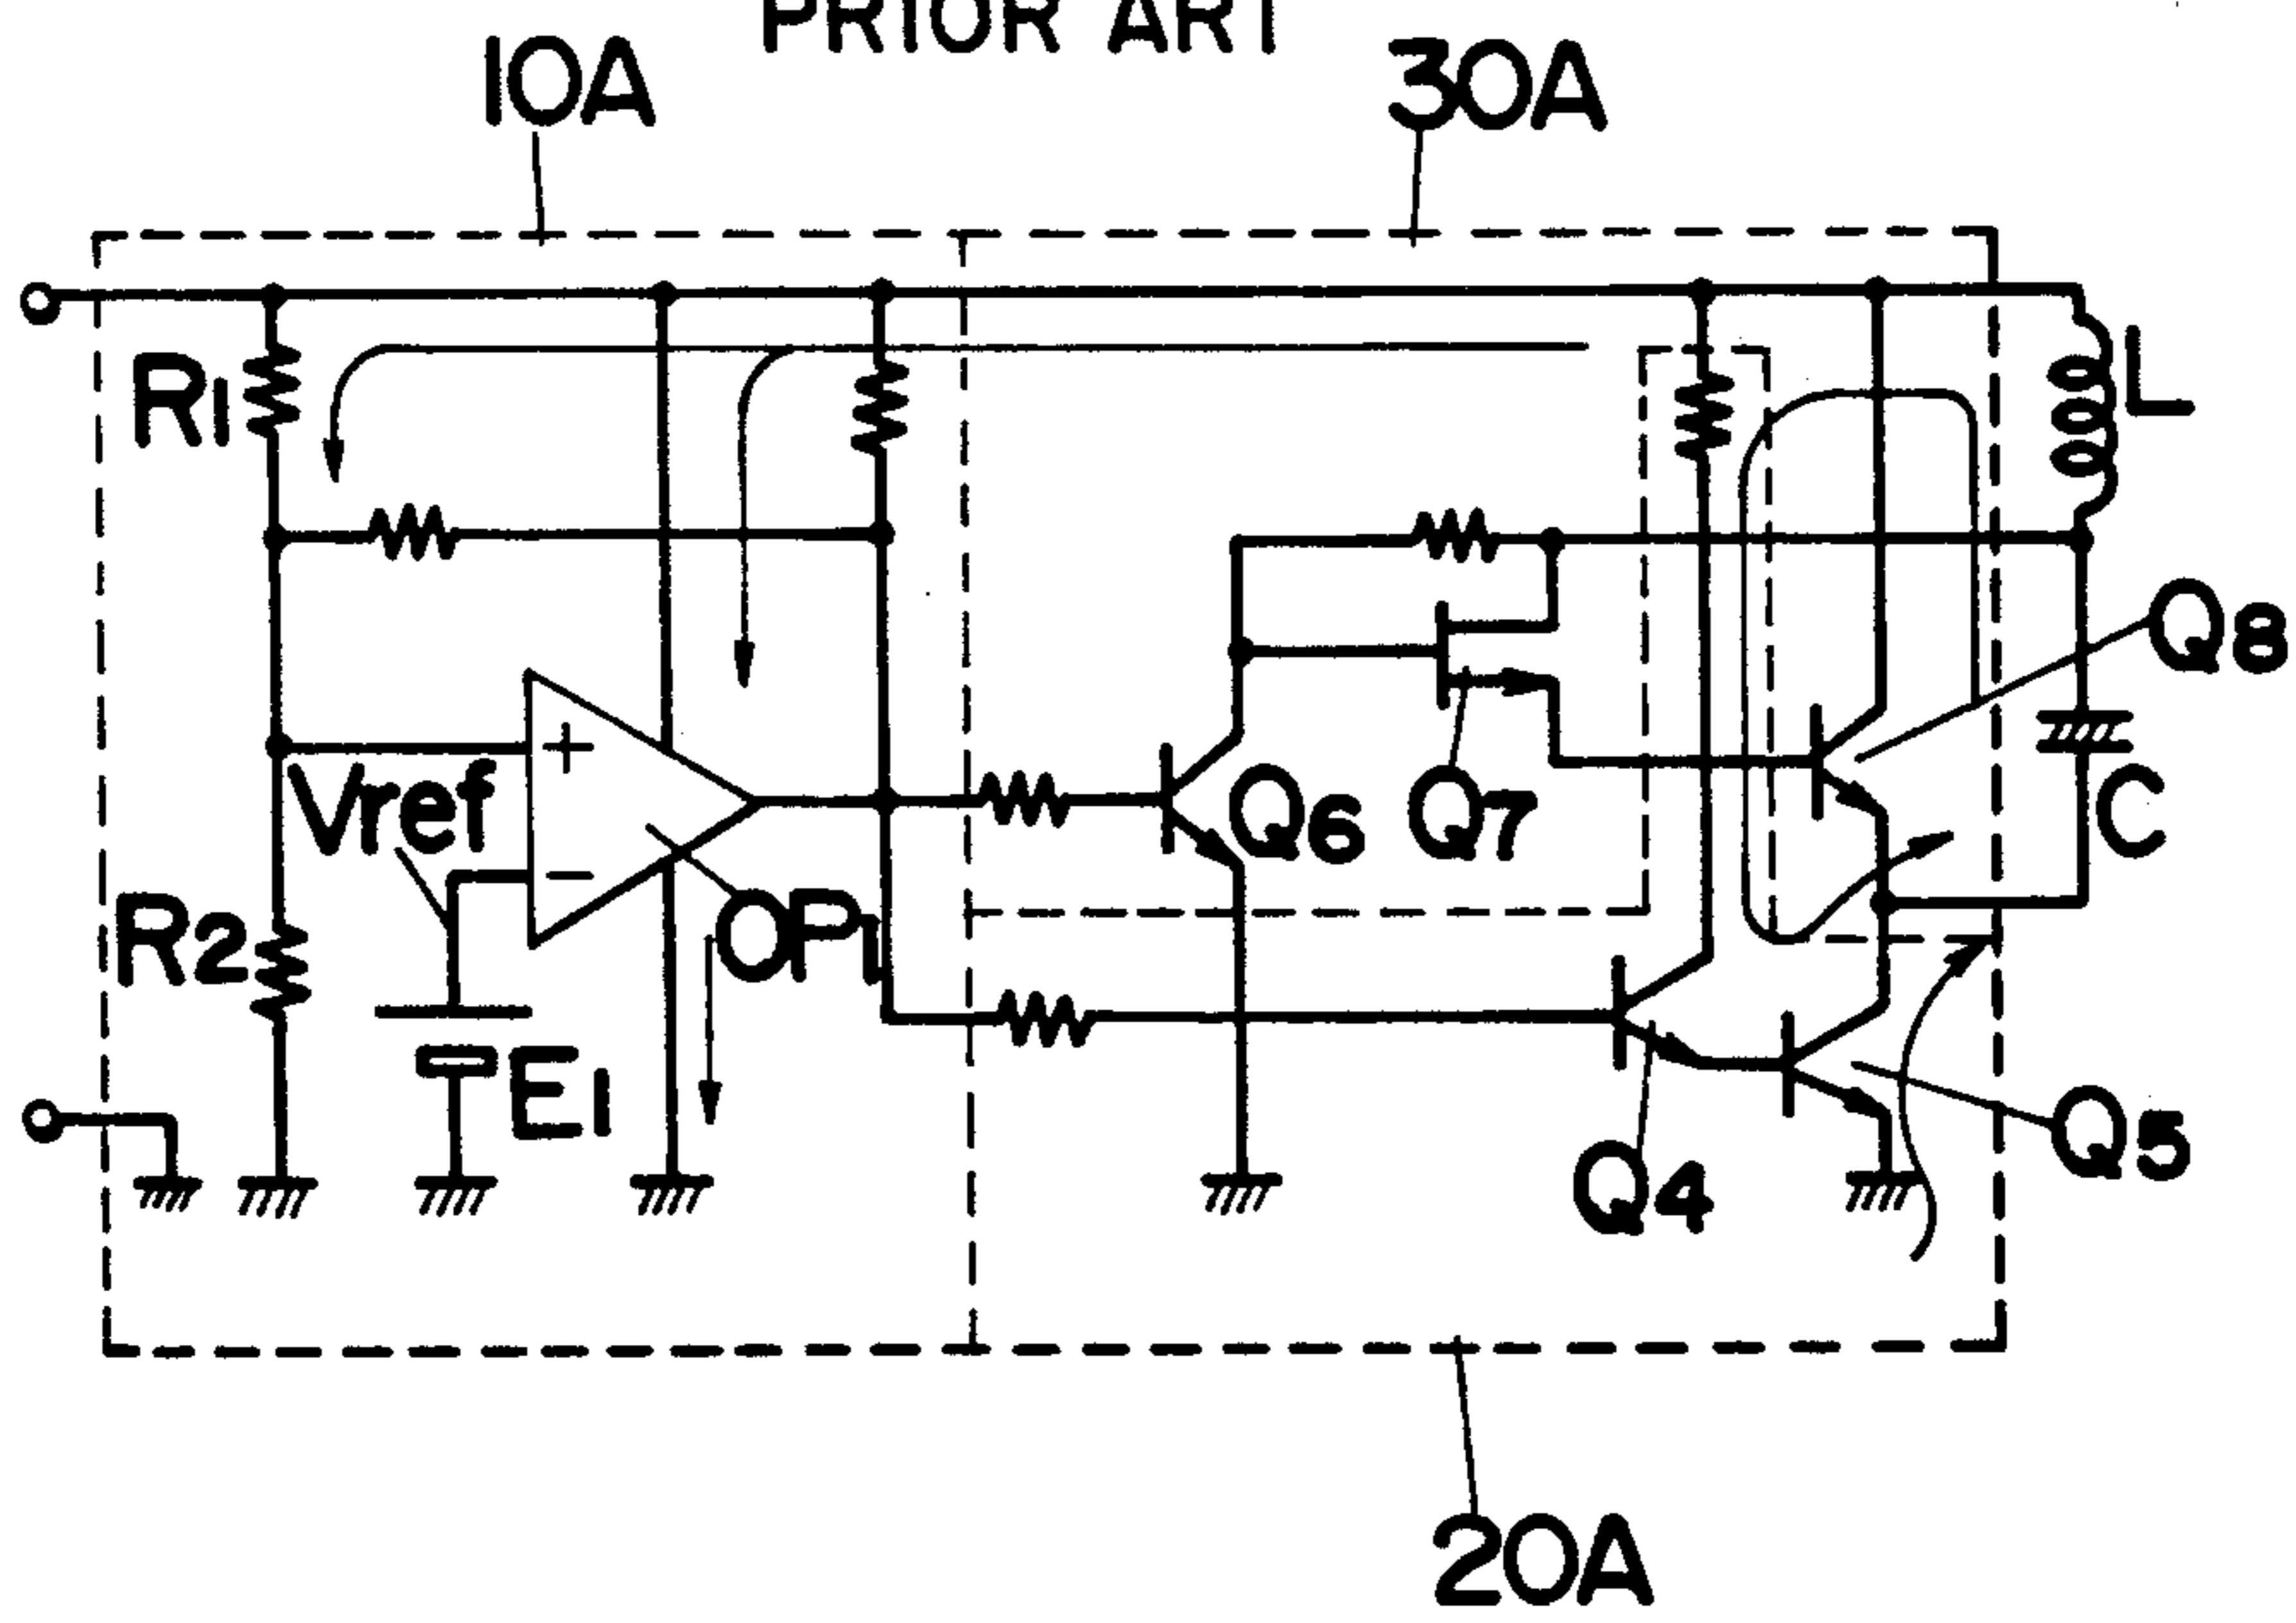 PRIOR ART
10A
30A
R1
L
Q8
Vref
+
Q6
Q7
C
R2
−
OP1
E1
Q4
Q5
20A